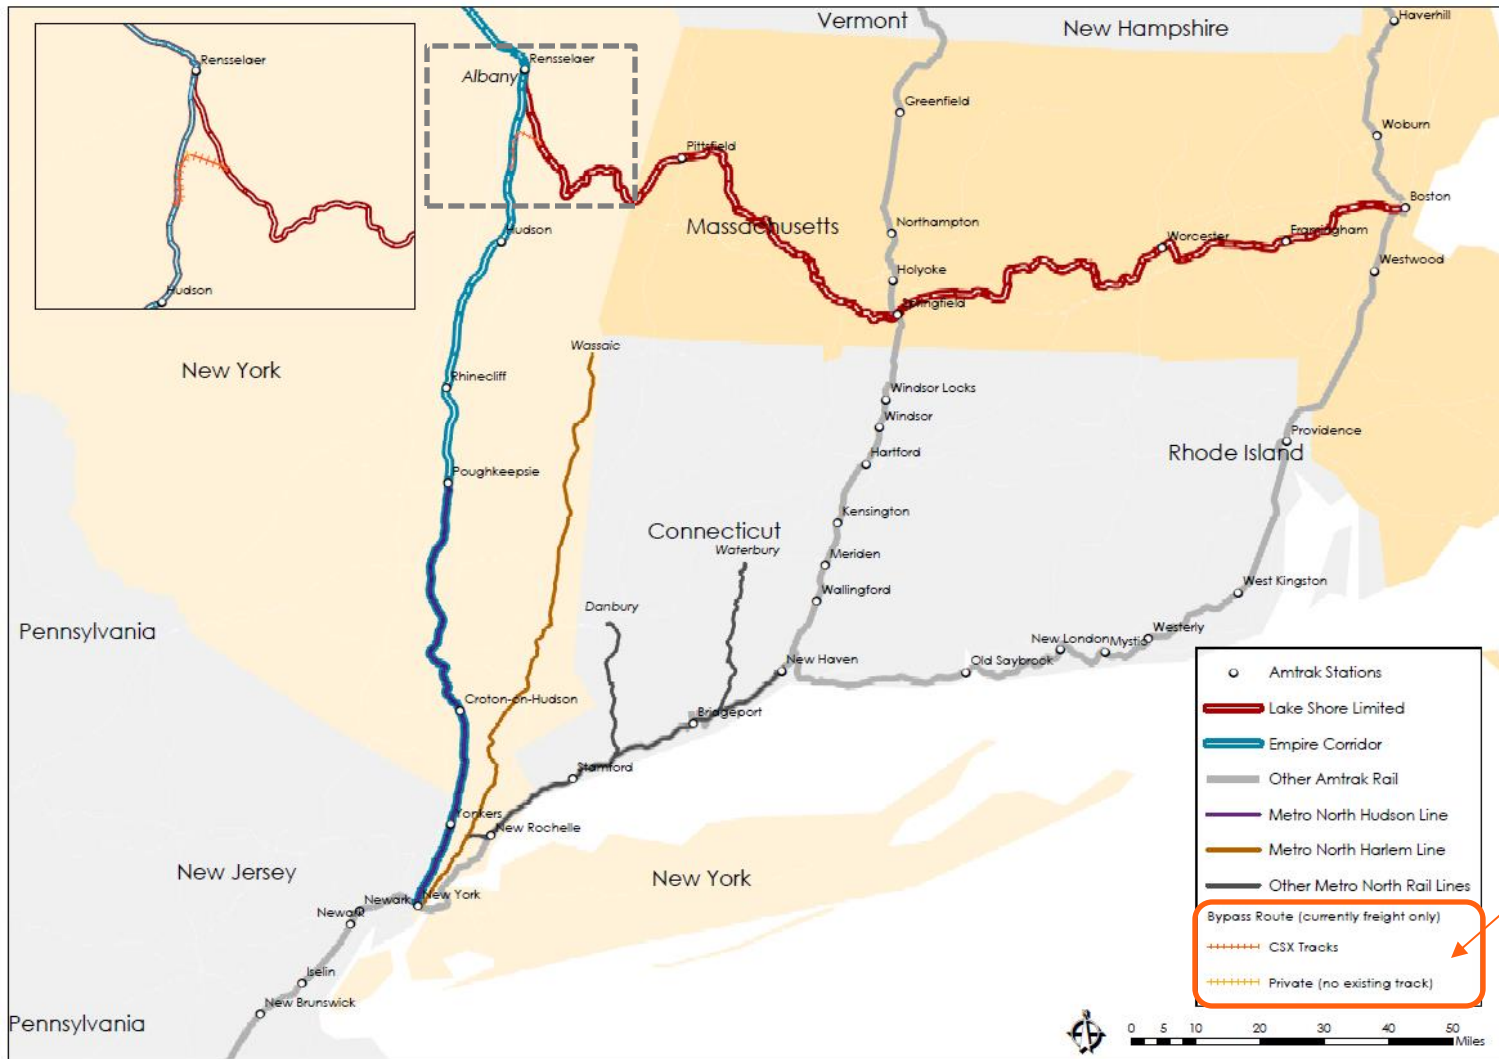 Vermont
New Hampshire
Haverhill
Rensselaer
Rensselaer
Albany
Greenfield
Woburn
Pittsfield
Boston
Massachusetts
Northampton
Worcester
Framingham
Hudson
Westwood
Holyoke
Hudson
Springfield
Wassaic
New York
Rhinecliff
Windsor Locks
Windsor
Providence
Hartford
Rhode Island
Poughkeepsie
Kensington
Connecticut
Waterbury
Meriden
West Kingston
Wallingford
Danbury
Pennsylvania
Westerly
New London
Mystic
New Haven
Old Saybrook
Croton-on-Hudson
Bridgeport
Stamford
Yonkers
New Rochelle
New Jersey
New York
Newark
New York
Newark
Iselin
New Brunswick
Pennsylvania
Amtrak Stations
Lake Shore Limited
Empire Corridor
Other Amtrak Rail
Metro North Hudson Line
Metro North Harlem Line
Other Metro North Rail Lines
Bypass Route (currently freight only)
CSX Tracks
Private (no existing track)
0 5 10 20 30 40 50
Miles